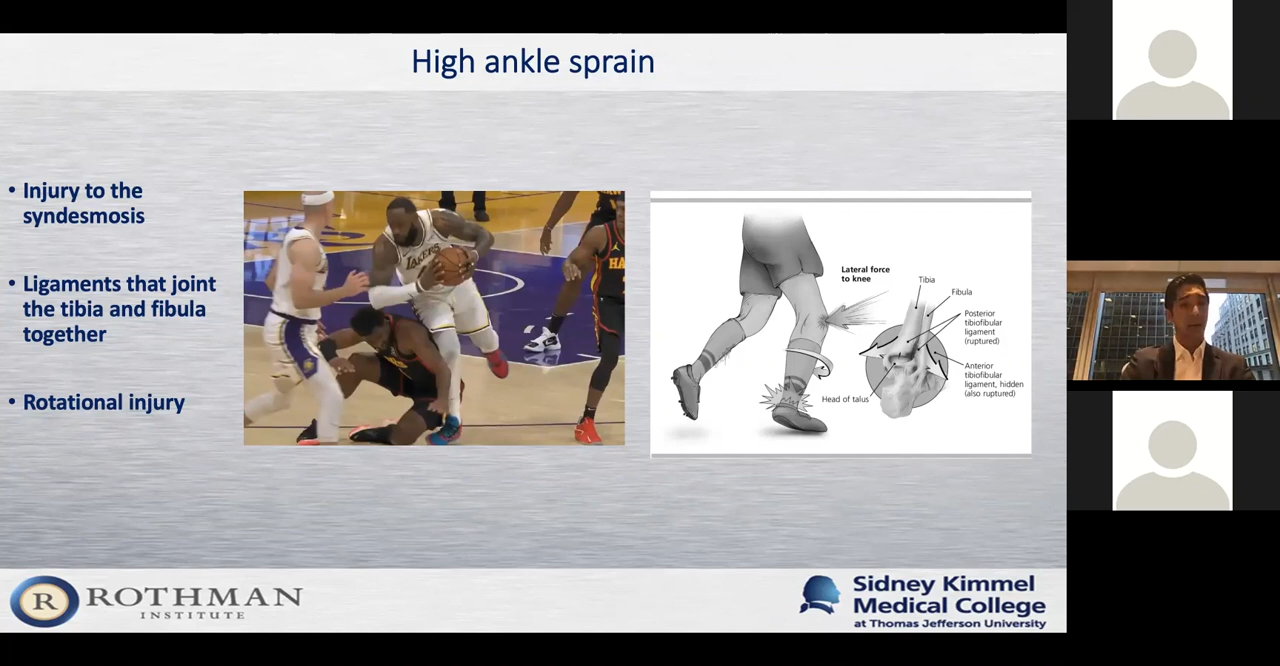 High ankle sprain
• Injury to the
syndesmosis
• Ligaments that joint
the tibia and fibula
together
• Rotational injury
LAKERS
HA
Lateral force
to knee
Tibia
Fibula
Posterior
tibiofibular
ligament
(ruptured)
Anterior
tibiofibular
ligament, hidden
(also ruptured)
Head of talus
R
ROTHMAN
INSTITUTE
Sidney Kimmel
Medical College
at Thomas Jefferson University